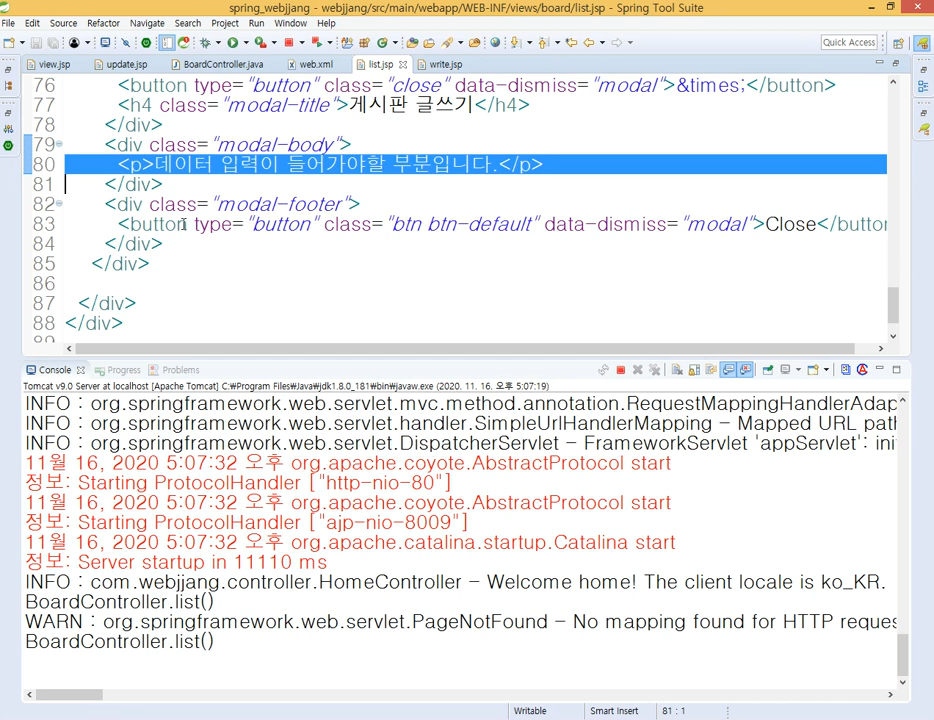 spring_webjjang - webjjang/src/main/webapp/WEB-INF/views/board/list.jsp - Spring Tool Suite
File Edit Source Refactor Navigate Search Project Run Window Help
Quick Access
view.jsp update.jsp BoardController.java web.xml list.jsp write.jsp
76 <button type="button" class="close" data-dismiss="modal">&times;</button>
77 <h4 class="modal-title">게시판 글쓰기</h4>
78 </div>
79 <div class="modal-body">
80 <p>데이터 입력이 들어가야할 부분입니다.</p>
81 </div>
82 <div class="modal-footer">
83 <button type="button" class="btn btn-default" data-dismiss="modal">Close</button
84 </div>
85 </div>
86
87 </div>
88 </div>
89
Console Progress Problems
Tomcat v9.0 Server at localhost [Apache Tomcat] C:₩Program Files₩Java₩jdk1.8.0_181₩bin₩javaw.exe (2020. 11. 16. 오후 5:07:19)
INFO : org.springframework.web.servlet.mvc.method.annotation.RequestMappingHandlerAdap
INFO : org.springframework.web.servlet.handler.SimpleUrlHandlerMapping - Mapped URL path
INFO : org.springframework.web.servlet.DispatcherServlet - FrameworkServlet 'appServlet': init
11월 16, 2020 5:07:32 오후 org.apache.coyote.AbstractProtocol start
정보: Starting ProtocolHandler ["http-nio-80"]
11월 16, 2020 5:07:32 오후 org.apache.coyote.AbstractProtocol start
정보: Starting ProtocolHandler ["ajp-nio-8009"]
11월 16, 2020 5:07:32 오후 org.apache.catalina.startup.Catalina start
정보: Server startup in 11110 ms
INFO : com.webjjang.controller.HomeController - Welcome home! The client locale is ko_KR.
BoardController.list()
WARN : org.springframework.web.servlet.PageNotFound - No mapping found for HTTP reques
BoardController.list()
Writable Smart Insert 81 : 1